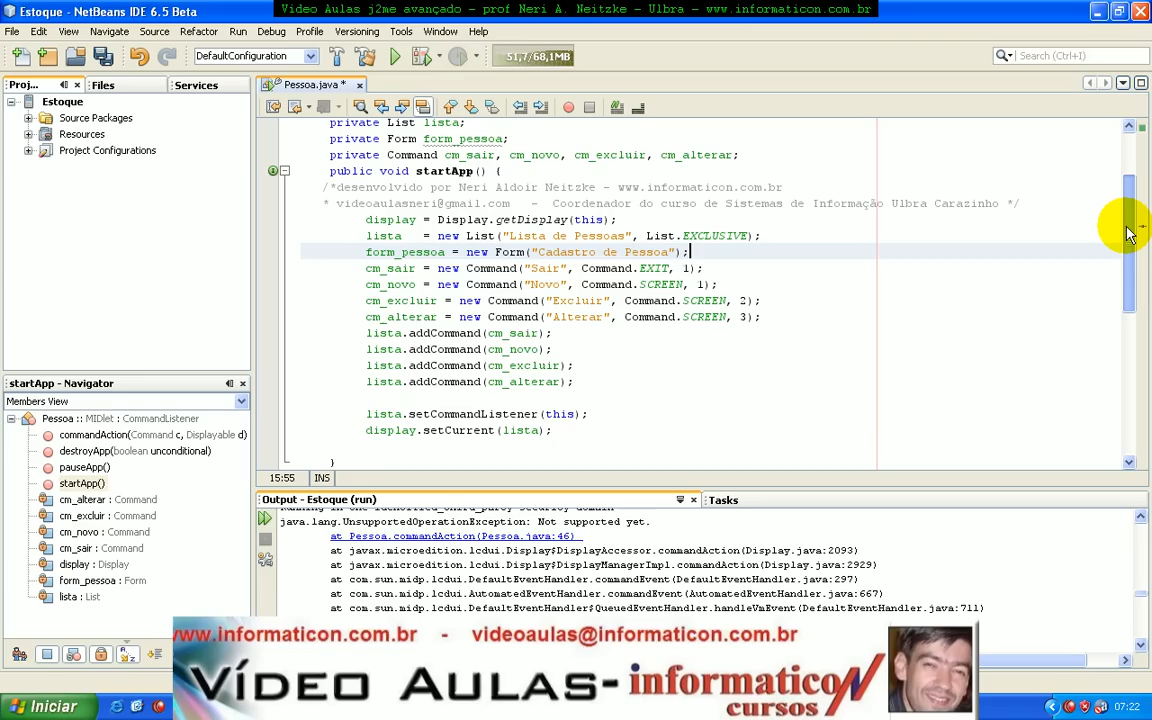 Estoque - NetBeans IDE 6.5 Beta
Video Aulas j2me avançado - prof Neri A. Neitzke - Ulbra - www.informaticon.com.br
File Edit View Navigate Source Refactor Run Debug Profile Versioning Tools Window Help
DefaultConfiguration
51,7/68,1MB
Search (Ctrl+I)
Proj... Files Services
Pessoa.java *
Estoque
Source Packages
Resources
Project Configurations
private List lista;
private Form form_pessoa;
private Command cm_sair, cm_novo, cm_excluir, cm_alterar;
public void startApp() {
/*desenvolvido por Neri Aldoir Neitzke - www.informaticon.com.br
* videoaulasneri@gmail.com - Coordenador do curso de Sistemas de Informação Ulbra Carazinho */
display = Display.getDisplay(this);
lista = new List("Lista de Pessoas", List.EXCLUSIVE);
form_pessoa = new Form("Cadastro de Pessoa");
cm_sair = new Command("Sair", Command.EXIT, 1);
cm_novo = new Command("Novo", Command.SCREEN, 1);
cm_excluir = new Command("Excluir", Command.SCREEN, 2);
cm_alterar = new Command("Alterar", Command.SCREEN, 3);
lista.addCommand(cm_sair);
lista.addCommand(cm_novo);
lista.addCommand(cm_excluir);
lista.addCommand(cm_alterar);
lista.setCommandListener(this);
display.setCurrent(lista);
}
15:55 INS
startApp - Navigator
Members View
Pessoa :: MIDlet : CommandListener
commandAction(Command c, Displayable d)
destroyApp(boolean unconditional)
pauseApp()
startApp()
cm_alterar : Command
cm_excluir : Command
cm_novo : Command
cm_sair : Command
display : Display
form_pessoa : Form
lista : List
Output - Estoque (run)
Tasks
Running in the identified_third_party security domain
java.lang.UnsupportedOperationException: Not supported yet.
at Pessoa.commandAction(Pessoa.java:46)
at javax.microedition.lcdui.Display$DisplayAccessor.commandAction(Display.java:2093)
at javax.microedition.lcdui.Display$DisplayManagerImpl.commandAction(Display.java:2929)
at com.sun.midp.lcdui.DefaultEventHandler.commandEvent(DefaultEventHandler.java:297)
at com.sun.midp.lcdui.AutomatedEventHandler.commandEvent(AutomatedEventHandler.java:667)
at com.sun.midp.lcdui.DefaultEventHandler$QueuedEventHandler.handleVmEvent(DefaultEventHandler.java:711)
www.informaticon.com.br - videoaulas@informaticon.com.br
Vídeo Aulas- informaticon
cursos
Iniciar
07:22